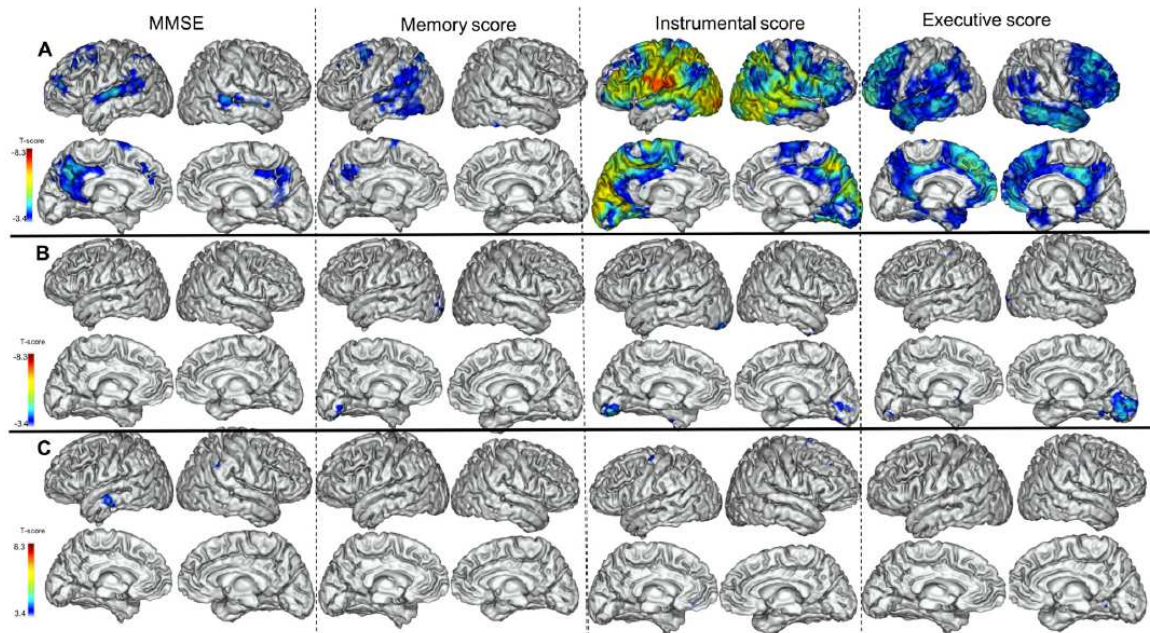 MMSE
Memory score
Instrumental score
Executive score
A
T-score
-8.3
-3.4
B
T-score
-8.3
-3.4
C
T-score
8.3
3.4